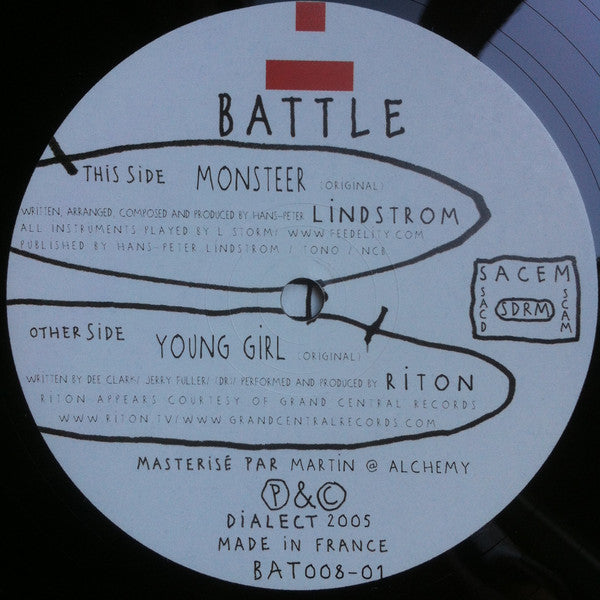 BATTLE
THIS SIDE MONSTEER (ORIGINAL)
WRITTEN, ARRANGED, COMPOSED AND PRODUCED BY HANS-PETER LINDSTROM
ALL INSTRUMENTS PLAYED BY L STORM/ WWW.FEEDELITY.COM
PUBLISHED BY HANS-PETER LINDSTROM / TONO / NCB
SACEM
SACD
SDRM
SCAM
OTHER SIDE YOUNG GIRL (ORIGINAL)
WRITTEN BY DEE CLARK/ JERRY FULLER/ (DR)/ PERFORMED AND PRODUCED BY RITON
RITON APPEARS COURTESY OF GRAND CENTRAL RECORDS
WWW.RITON.TV/WWW.GRANDCENTRALRECORDS.COM
MASTERISÉ PAR MARTIN @ ALCHEMY
Ⓟ&©
DIALECT 2005
MADE IN FRANCE
BAT008-01